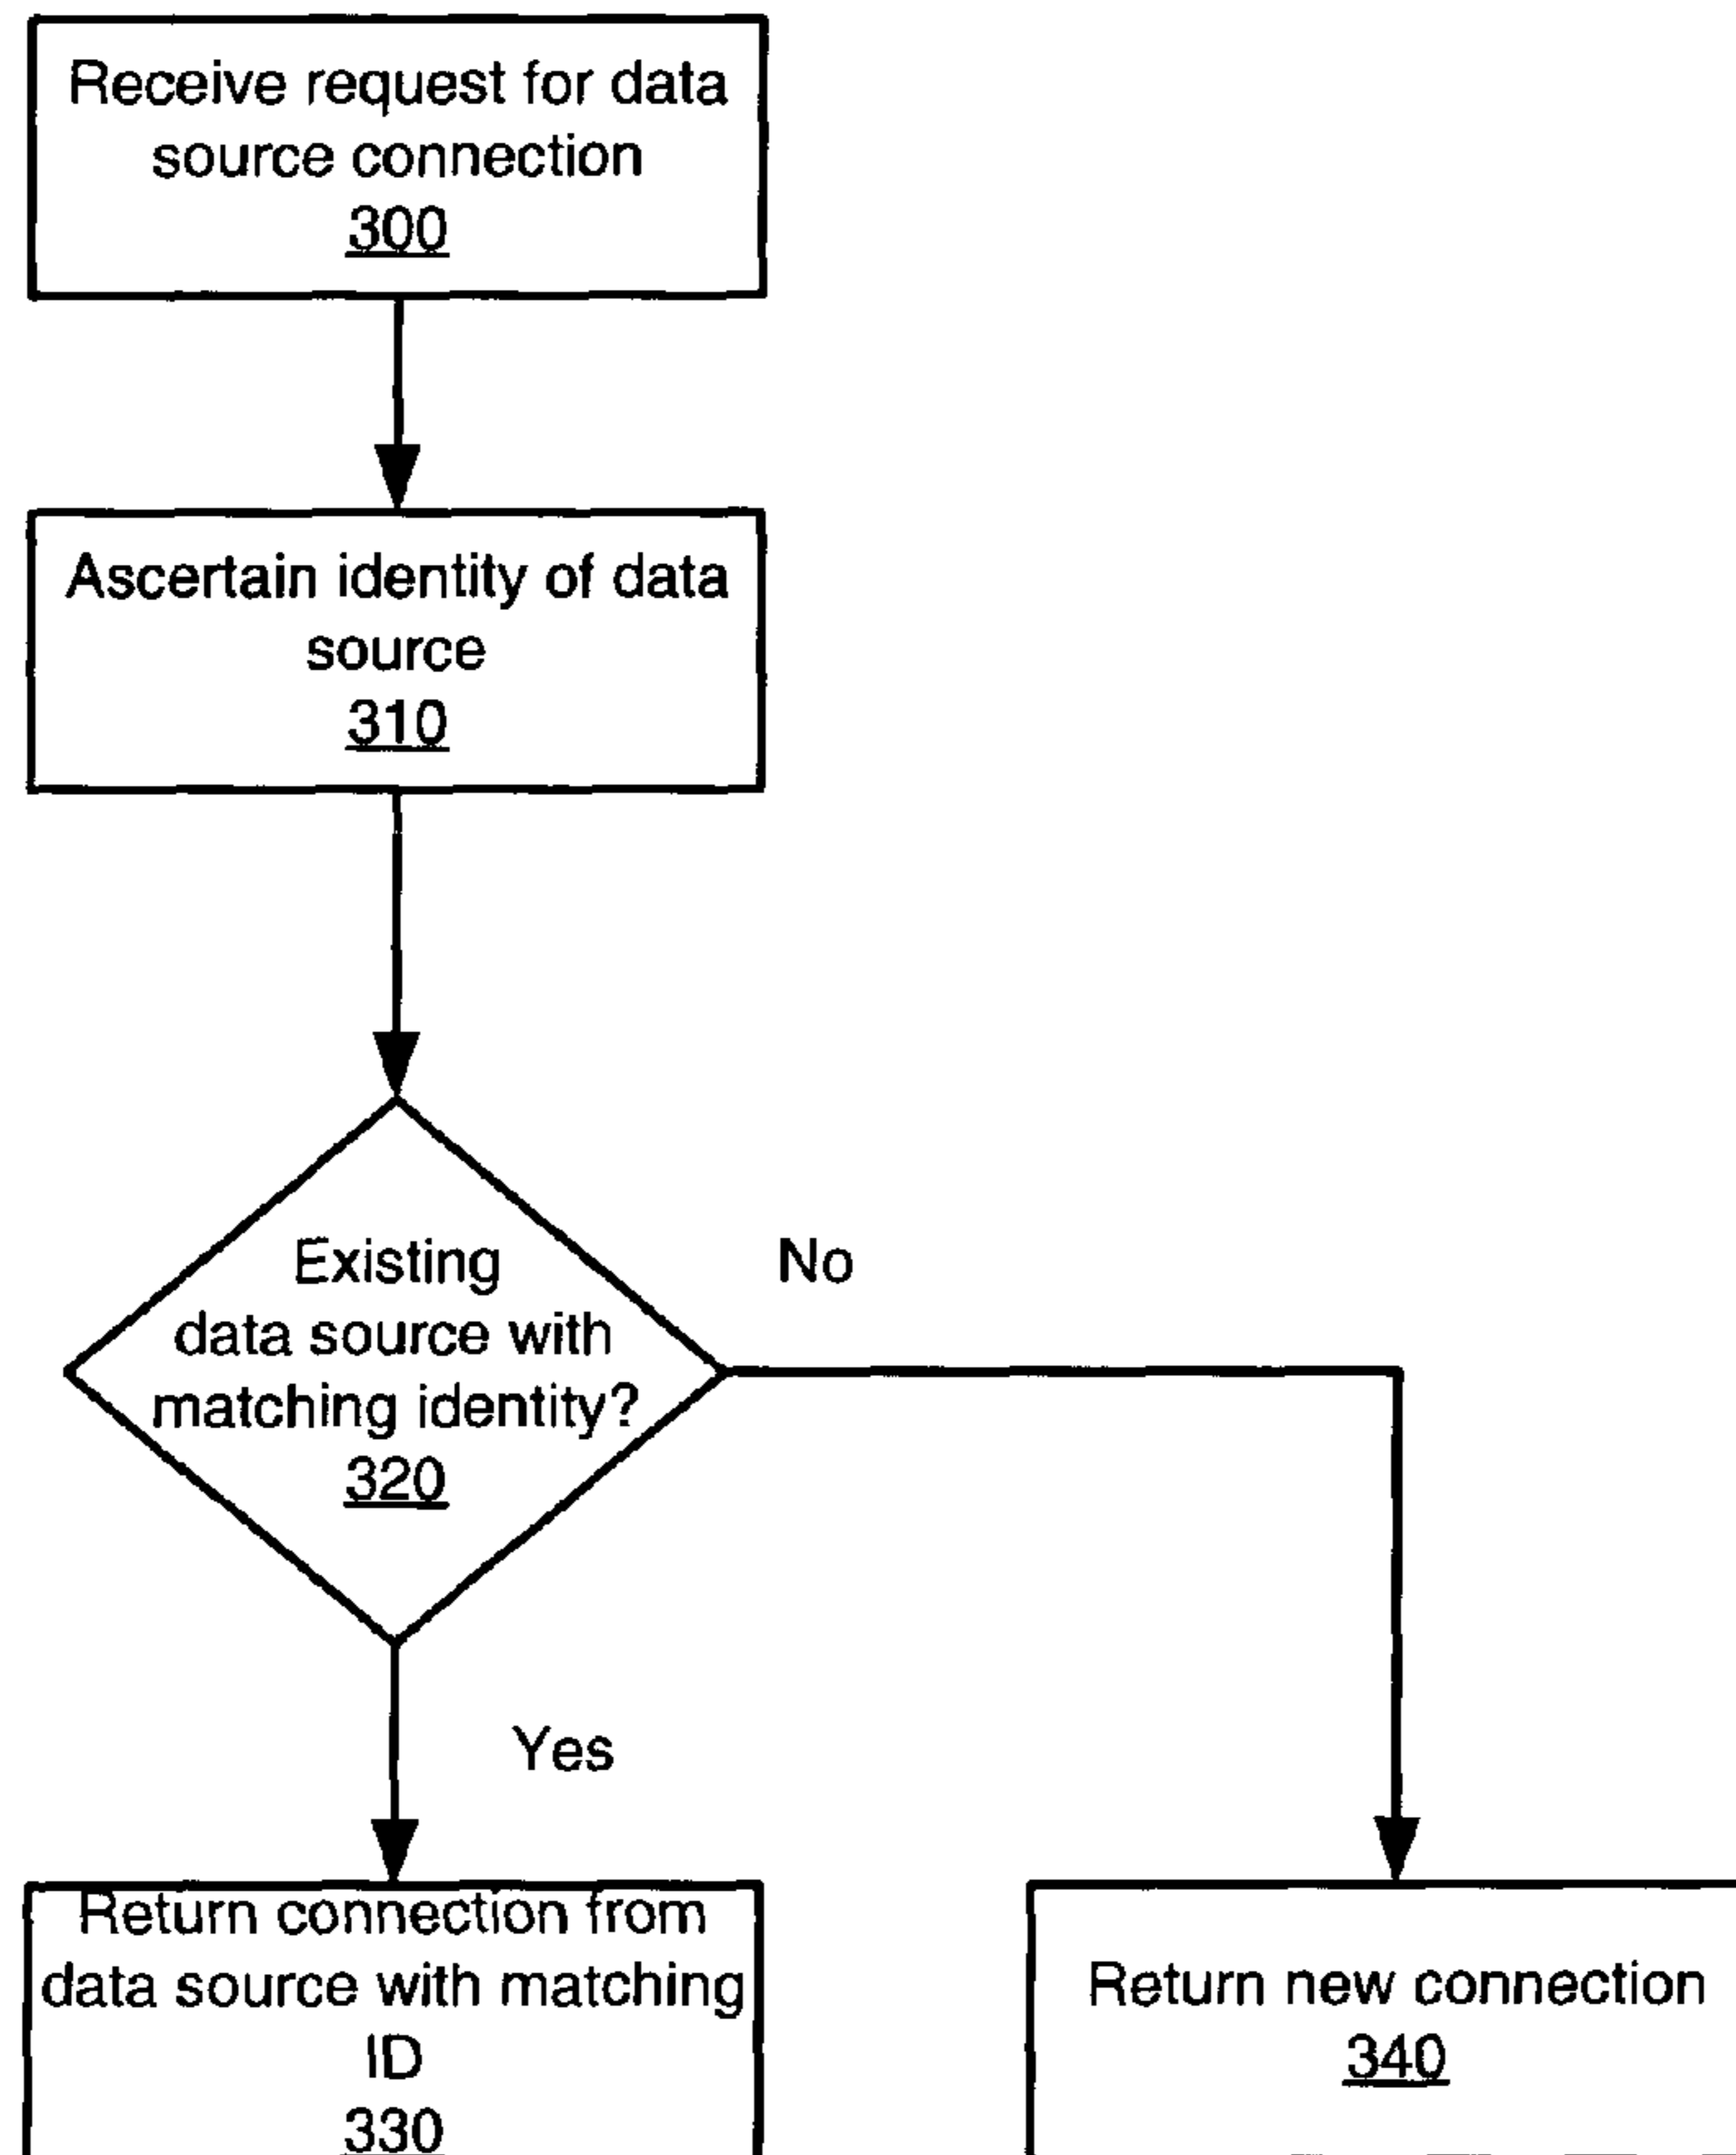 Receive request for data
source connection
300
Ascertain identity of data
source
310
Existing
data source with
matching identity?
320
No
Yes
Return connection from
data source with matching
ID
330
Return new connection
340